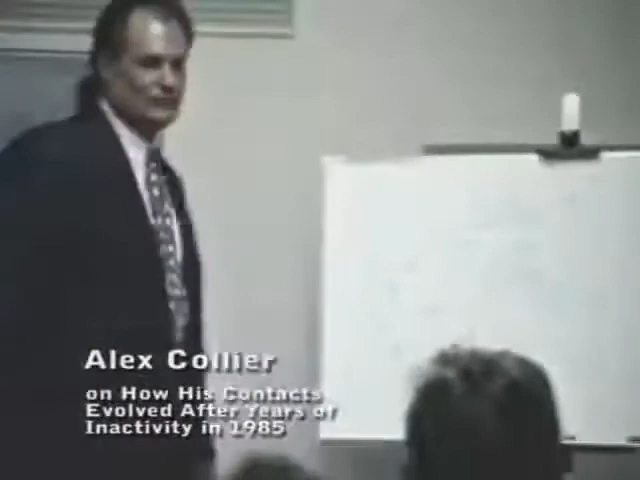 Alex Collier
on How His Contacts
Evolved After Years of
Inactivity in 1985